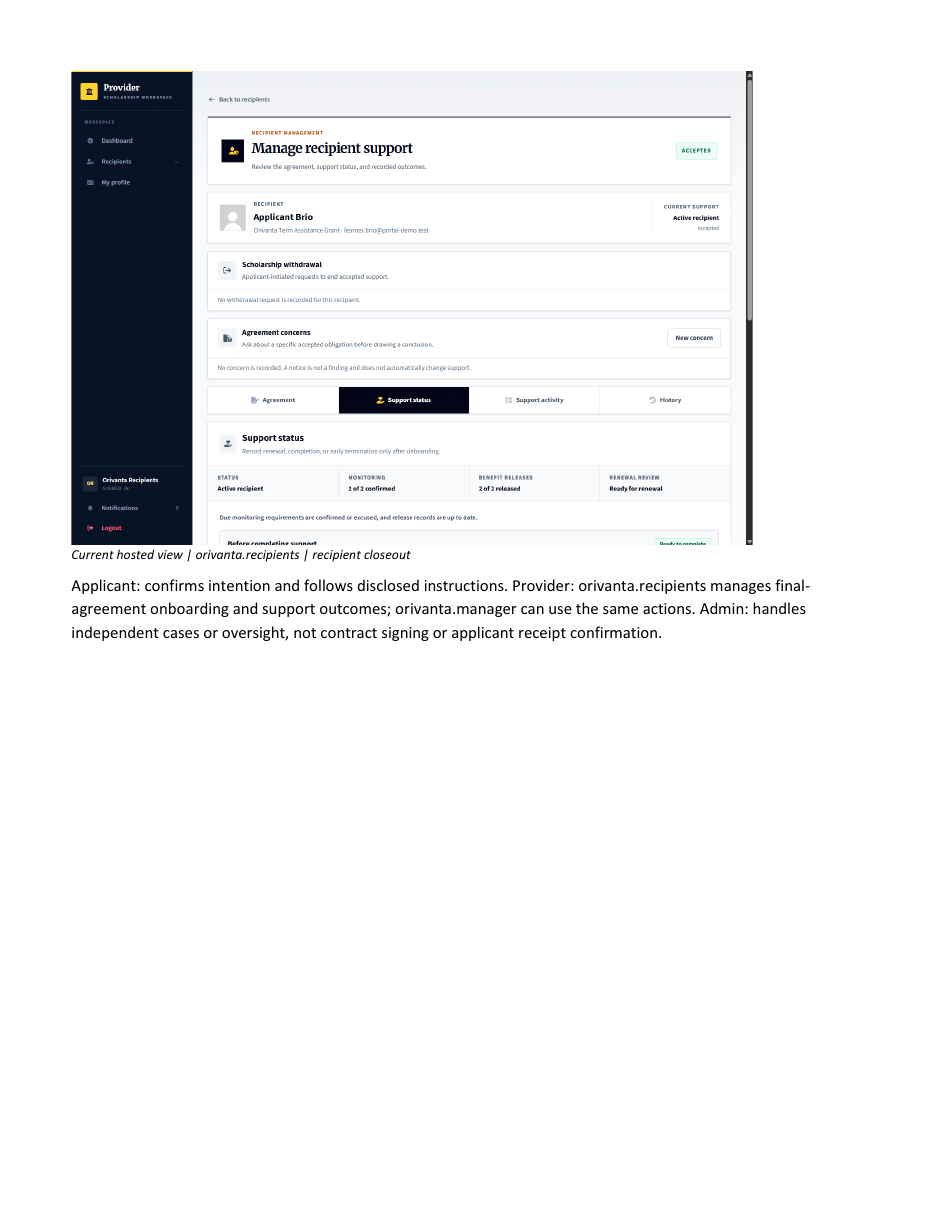 Provider
SCHOLARSHIP WORKSPACE
WORKSPACE
Dashboard
Recipients
My profile
OR
Orivanta Recipients
SIGNED IN
Notifications 0
Logout
Back to recipients
RECIPIENT MANAGEMENT
Manage recipient support
Review the agreement, support status, and recorded outcomes.
ACCEPTED
RECIPIENT
Applicant Brio
Orivanta Term Assistance Grant · learner.brio@portal-demo.test
CURRENT SUPPORT
Active recipient
Accepted
Scholarship withdrawal
Applicant-initiated requests to end accepted support.
No withdrawal request is recorded for this recipient.
Agreement concerns
Ask about a specific accepted obligation before drawing a conclusion.
New concern
No concern is recorded. A notice is not a finding and does not automatically change support.
Agreement
Support status
Support activity
History
Support status
Record renewal, completion, or early termination only after onboarding.
STATUS
Active recipient
MONITORING
2 of 2 confirmed
BENEFIT RELEASES
2 of 2 released
RENEWAL REVIEW
Ready for renewal
Due monitoring requirements are confirmed or excused, and release records are up to date.
Before completing support
Ready to complete
Current hosted view | orivanta.recipients | recipient closeout
Applicant: confirms intention and follows disclosed instructions. Provider: orivanta.recipients manages final-
agreement onboarding and support outcomes; orivanta.manager can use the same actions. Admin: handles
independent cases or oversight, not contract signing or applicant receipt confirmation.